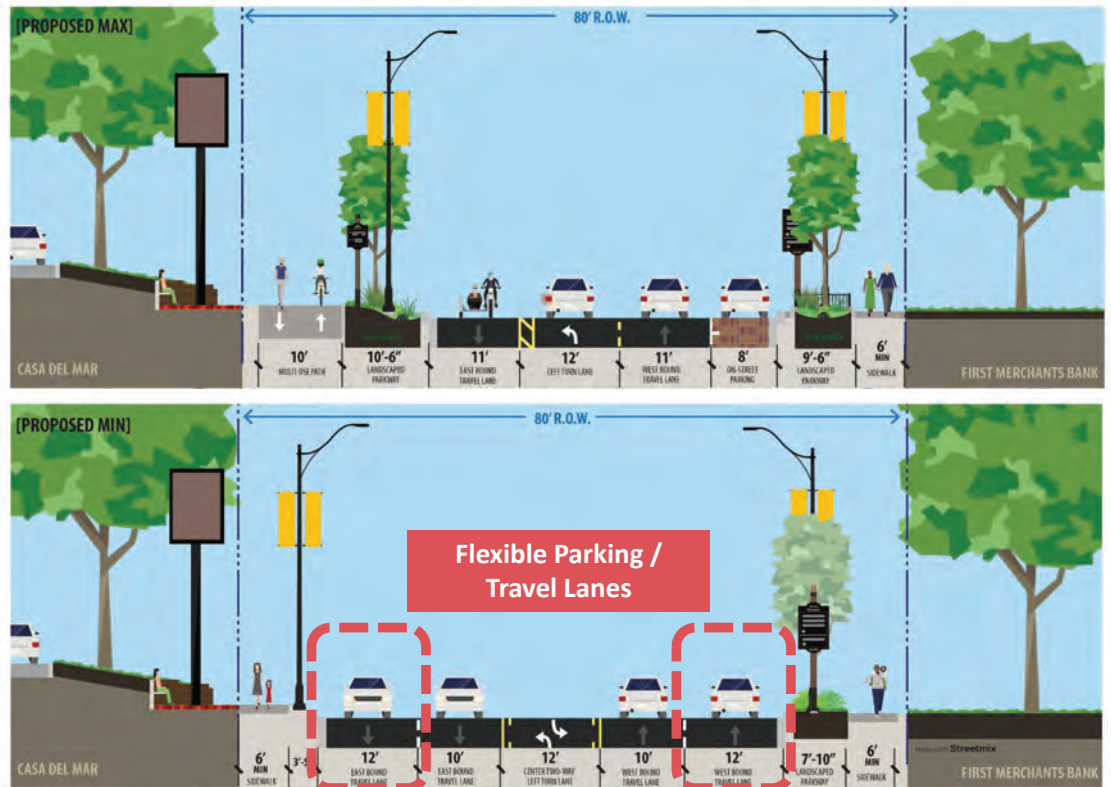 [PROPOSED MAX]
80' R.O.W.
CASA DEL MAR
10'
MULTI USE PATH
10'-6"
LANDSCAPED
PARKWAY
11'
EAST BOUND
TRAVEL LANE
12'
LEFT TURN LANE
11'
WEST BOUND
TRAVEL LANE
8'
ON-STREET
PARKING
9'-6"
LANDSCAPED
PARKWAY
6'
MIN
SIDEWALK
FIRST MERCHANTS BANK
[PROPOSED MIN]
80' R.O.W.
Flexible Parking /
Travel Lanes
CASA DEL MAR
6'
MIN
SIDEWALK
12'
EAST BOUND
TRAVEL LANE
10'
EAST BOUND
TRAVEL LANE
12'
CENTER TWO-WAY
LEFT TURN LANE
10'
WEST BOUND
TRAVEL LANE
12'
WEST BOUND
TRAVEL LANE
7'-10"
LANDSCAPED
PARKWAY
6'
MIN
SIDEWALK
Streetmix
FIRST MERCHANTS BANK